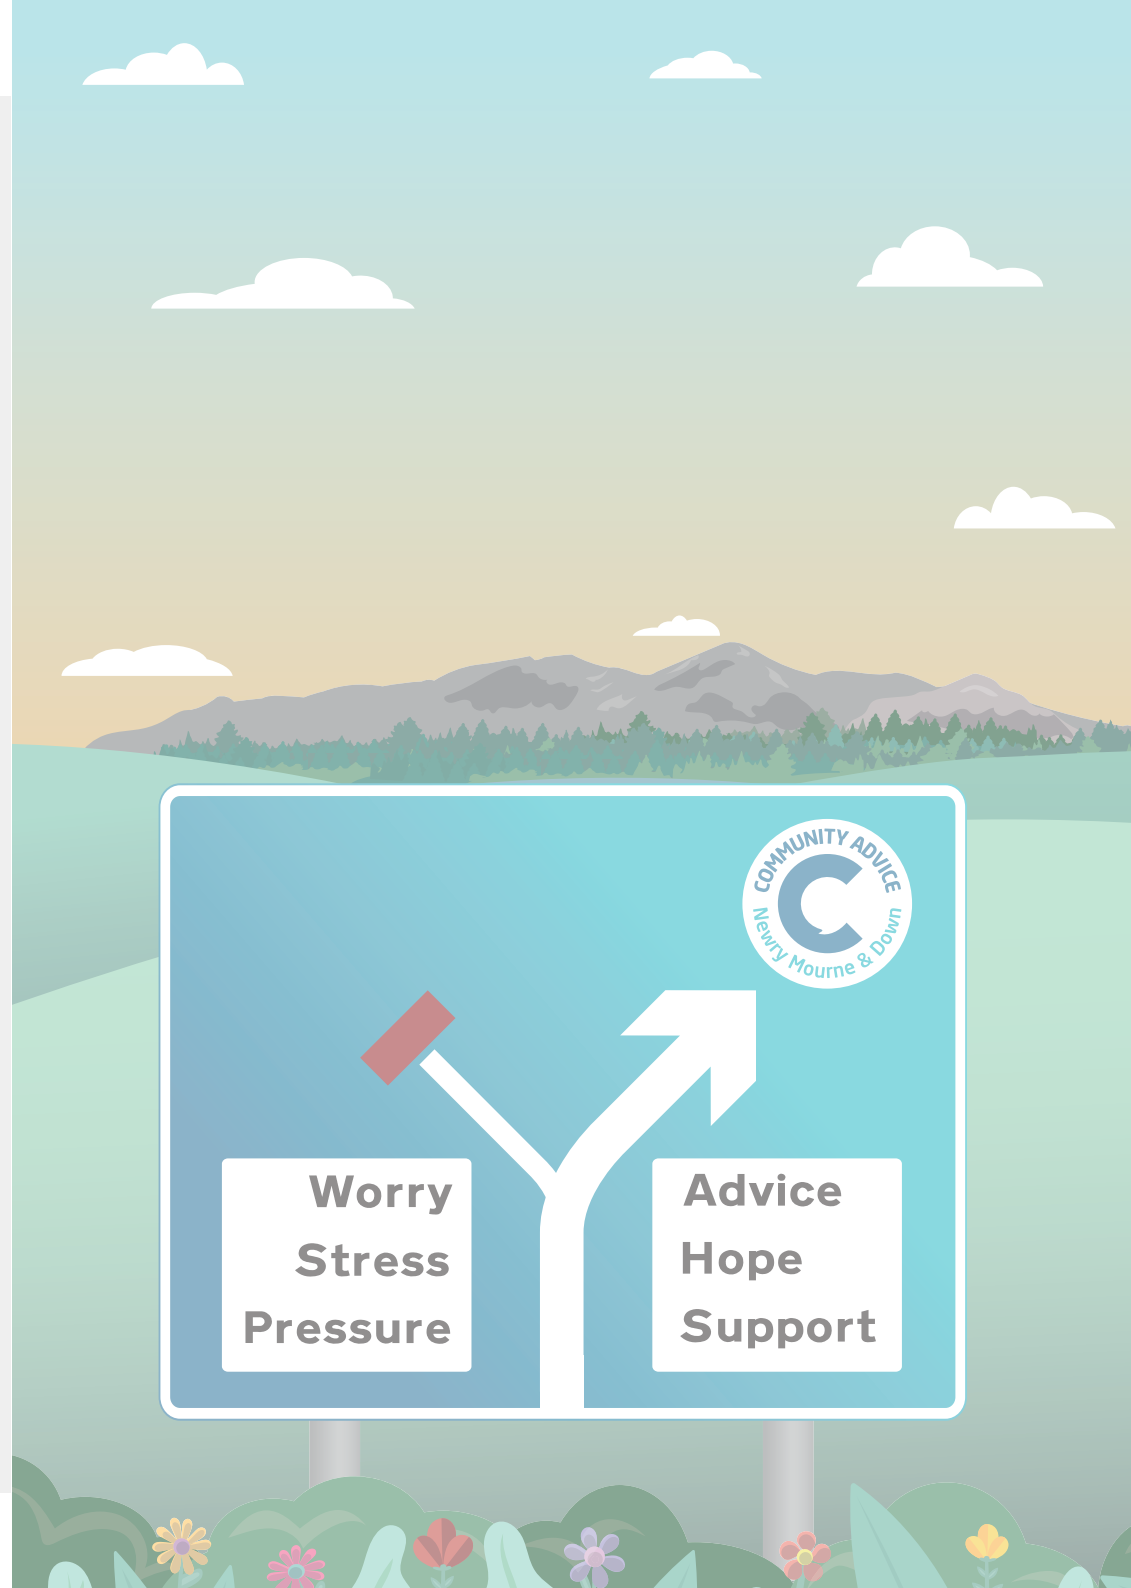 COMMUNITY ADVICE
Newry Mourne & Down
Worry
Stress
Pressure
Advice
Hope
Support